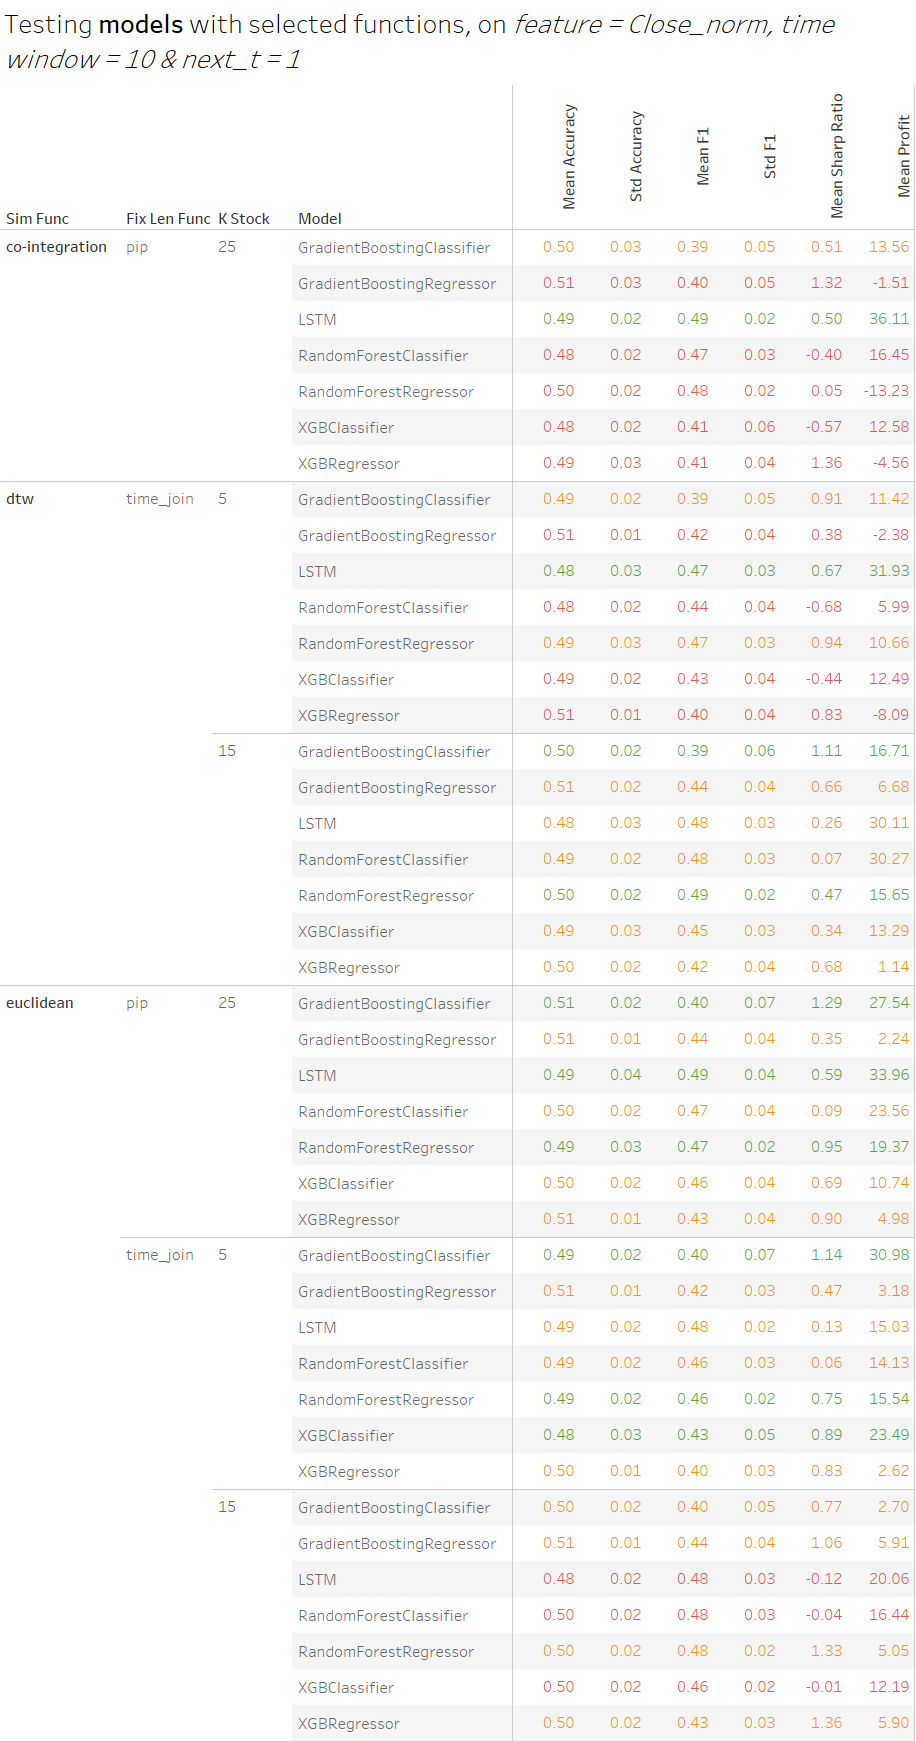 Testing models with selected functions, on feature = Close_norm, time
window = 10 & next_t = 1
Sim Func Fix Len Func K Stock Model Mean Accuracy Std Accuracy Mean F1 Std F1 Mean Sharp Ratio Mean Profit
co-integration pip 25 GradientBoostingClassifier 0.50 0.03 0.39 0.05 0.51 13.56
GradientBoostingRegressor 0.51 0.03 0.40 0.05 1.32 -1.51
LSTM 0.49 0.02 0.49 0.02 0.50 36.11
RandomForestClassifier 0.48 0.02 0.47 0.03 -0.40 16.45
RandomForestRegressor 0.50 0.02 0.48 0.02 0.05 -13.23
XGBClassifier 0.48 0.02 0.41 0.06 -0.57 12.58
XGBRegressor 0.49 0.03 0.41 0.04 1.36 -4.56
dtw time_join 5 GradientBoostingClassifier 0.49 0.02 0.39 0.05 0.91 11.42
GradientBoostingRegressor 0.51 0.01 0.42 0.04 0.38 -2.38
LSTM 0.48 0.03 0.47 0.03 0.67 31.93
RandomForestClassifier 0.48 0.02 0.44 0.04 -0.68 5.99
RandomForestRegressor 0.49 0.03 0.47 0.03 0.94 10.66
XGBClassifier 0.49 0.02 0.43 0.04 -0.44 12.49
XGBRegressor 0.51 0.01 0.40 0.04 0.83 -8.09
15 GradientBoostingClassifier 0.50 0.02 0.39 0.06 1.11 16.71
GradientBoostingRegressor 0.51 0.02 0.44 0.04 0.66 6.68
LSTM 0.48 0.03 0.48 0.03 0.26 30.11
RandomForestClassifier 0.49 0.02 0.48 0.03 0.07 30.27
RandomForestRegressor 0.50 0.02 0.49 0.02 0.47 15.65
XGBClassifier 0.49 0.03 0.45 0.03 0.34 13.29
XGBRegressor 0.50 0.02 0.42 0.04 0.68 1.14
euclidean pip 25 GradientBoostingClassifier 0.51 0.02 0.40 0.07 1.29 27.54
GradientBoostingRegressor 0.51 0.01 0.44 0.04 0.35 2.24
LSTM 0.49 0.04 0.49 0.04 0.59 33.96
RandomForestClassifier 0.50 0.02 0.47 0.04 0.09 23.56
RandomForestRegressor 0.49 0.03 0.47 0.02 0.95 19.37
XGBClassifier 0.50 0.02 0.46 0.04 0.69 10.74
XGBRegressor 0.51 0.01 0.43 0.04 0.90 4.98
time_join 5 GradientBoostingClassifier 0.49 0.02 0.40 0.07 1.14 30.98
GradientBoostingRegressor 0.51 0.01 0.42 0.03 0.47 3.18
LSTM 0.49 0.02 0.48 0.02 0.13 15.03
RandomForestClassifier 0.49 0.02 0.46 0.03 0.06 14.13
RandomForestRegressor 0.49 0.02 0.46 0.02 0.75 15.54
XGBClassifier 0.48 0.03 0.43 0.05 0.89 23.49
XGBRegressor 0.50 0.01 0.40 0.03 0.83 2.62
15 GradientBoostingClassifier 0.50 0.02 0.40 0.05 0.77 2.70
GradientBoostingRegressor 0.51 0.01 0.44 0.04 1.06 5.91
LSTM 0.48 0.02 0.48 0.03 -0.12 20.06
RandomForestClassifier 0.50 0.02 0.48 0.03 -0.04 16.44
RandomForestRegressor 0.50 0.02 0.48 0.02 1.33 5.05
XGBClassifier 0.50 0.02 0.46 0.02 -0.01 12.19
XGBRegressor 0.50 0.02 0.43 0.03 1.36 5.90